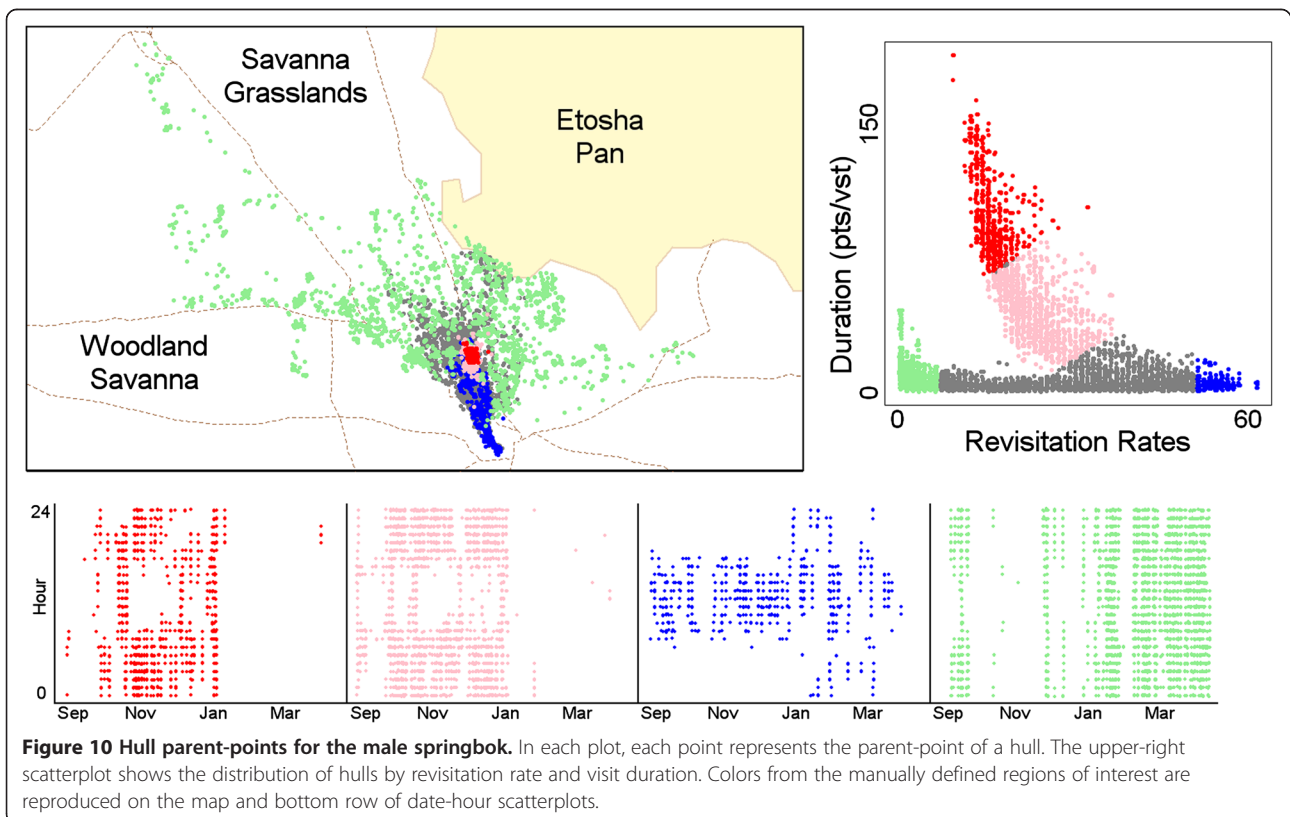 Savanna
Grasslands
Etosha
Pan
Woodland
Savanna
Duration (pts/vst)
150
0
0
60
Revisitation Rates
24
Hour
0
Sep Nov Jan Mar
Sep Nov Jan Mar
Sep Nov Jan Mar
Sep Nov Jan Mar
Figure 10 Hull parent-points for the male springbok. In each plot, each point represents the parent-point of a hull. The upper-right
scatterplot shows the distribution of hulls by revisitation rate and visit duration. Colors from the manually defined regions of interest are
reproduced on the map and bottom row of date-hour scatterplots.